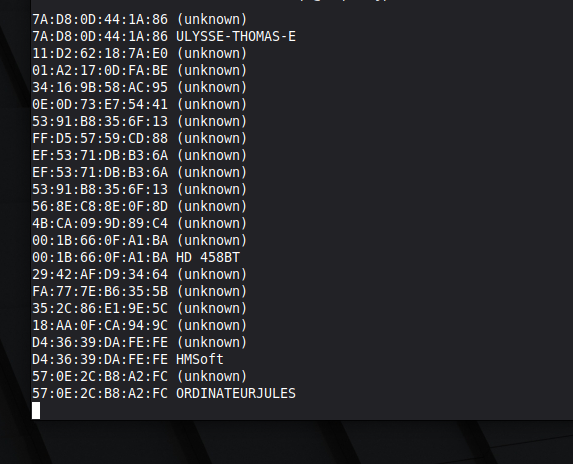 7A:D8:0D:44:1A:86 (unknown)
7A:D8:0D:44:1A:86 ULYSSE-THOMAS-E
11:D2:62:18:7A:E0 (unknown)
01:A2:17:0D:FA:BE (unknown)
34:16:9B:58:AC:95 (unknown)
0E:0D:73:E7:54:41 (unknown)
53:91:B8:35:6F:13 (unknown)
FF:D5:57:59:CD:88 (unknown)
EF:53:71:DB:B3:6A (unknown)
EF:53:71:DB:B3:6A (unknown)
53:91:B8:35:6F:13 (unknown)
56:8E:C8:8E:0F:8D (unknown)
4B:CA:09:9D:89:C4 (unknown)
00:1B:66:0F:A1:BA (unknown)
00:1B:66:0F:A1:BA HD 458BT
29:42:AF:D9:34:64 (unknown)
FA:77:7E:B6:35:5B (unknown)
35:2C:86:E1:9E:5C (unknown)
18:AA:0F:CA:94:9C (unknown)
D4:36:39:DA:FE:FE (unknown)
D4:36:39:DA:FE:FE HMSoft
57:0E:2C:B8:A2:FC (unknown)
57:0E:2C:B8:A2:FC ORDINATEURJULES